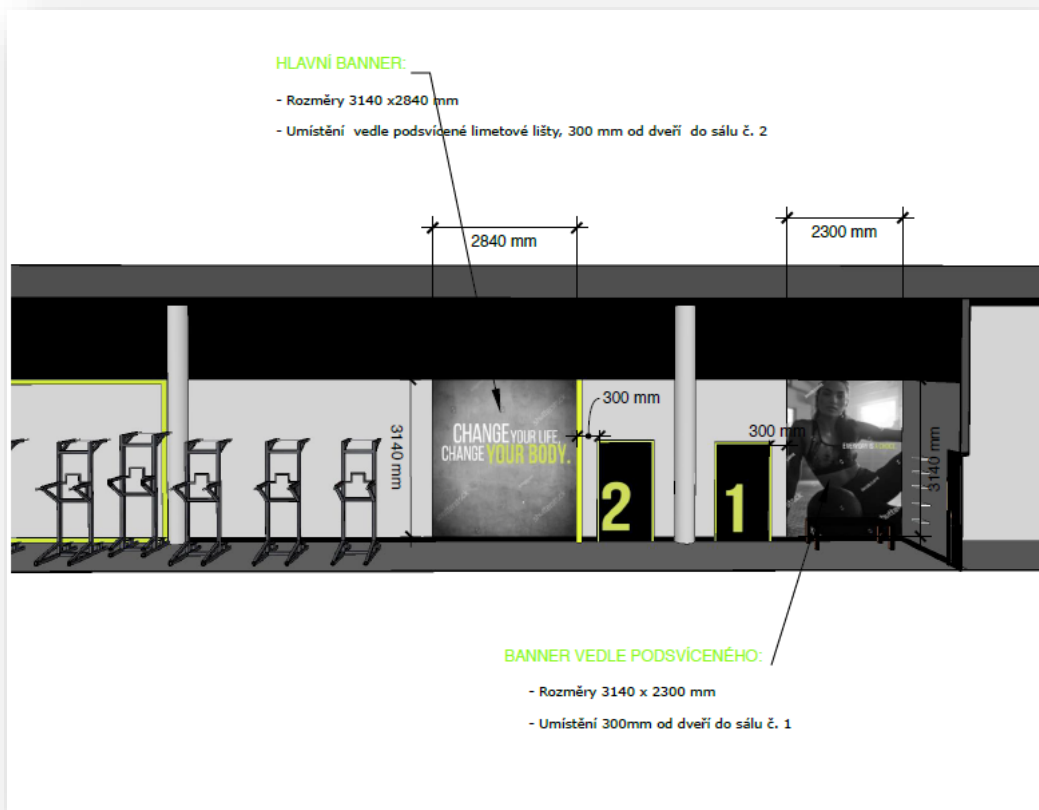 HLAVNÍ BANNER:
- Rozměry 3140 x2840 mm
- Umístění vedle podsvícené limetové lišty, 300 mm od dveří do sálu č. 2
2840 mm
2300 mm
3140 mm
CHANGE YOUR LIFE,
CHANGE YOUR BODY.
300 mm
2
1
300 mm
3140 mm
BANNER VEDLE PODSVÍCENÉHO:
- Rozměry 3140 x 2300 mm
- Umístění 300mm od dveří do sálu č. 1